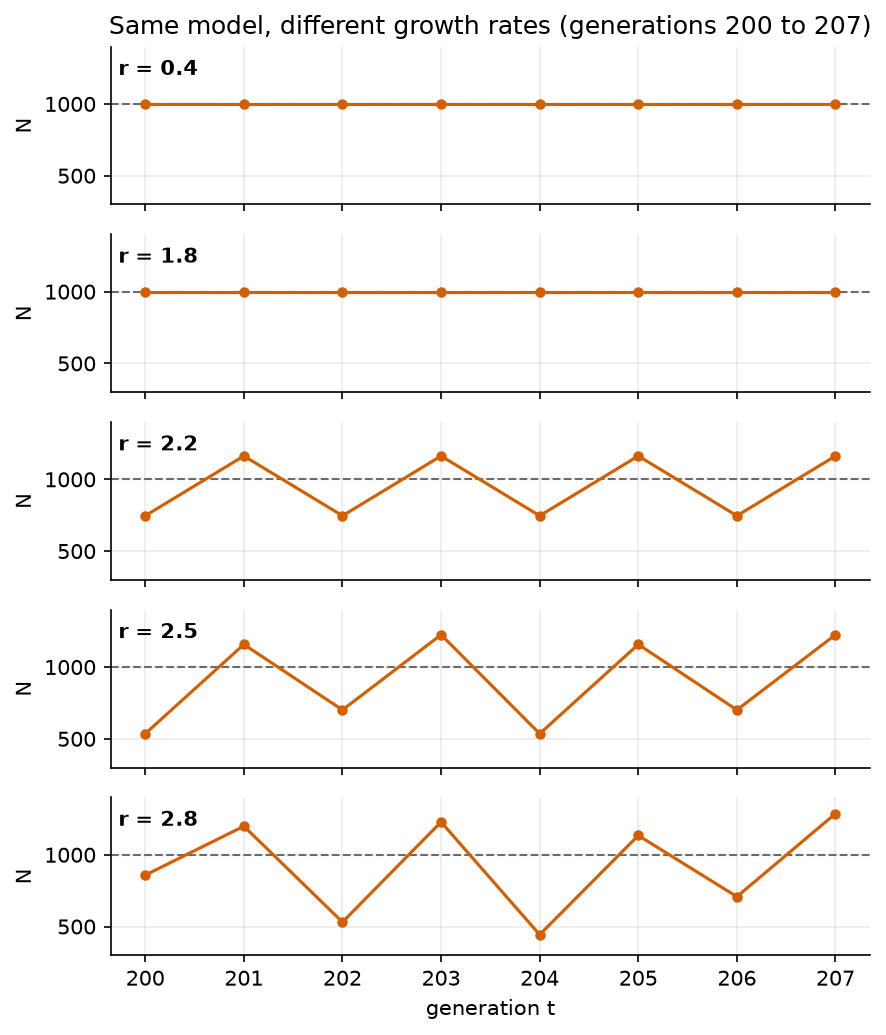 Same model, different growth rates (generations 200 to 207)
r = 0.4
1000
N
500
r = 1.8
1000
N
500
r = 2.2
1000
N
500
r = 2.5
1000
N
500
r = 2.8
1000
N
500
200 201 202 203 204 205 206 207
generation t